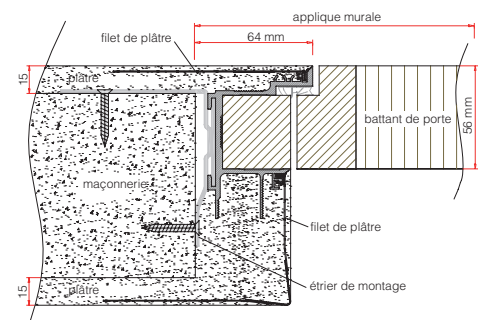 applique murale
filet de plâtre
64 mm
15
plâtre
battant de porte
56 mm
maçonnerie
filet de plâtre
étrier de montage
15
plâtre